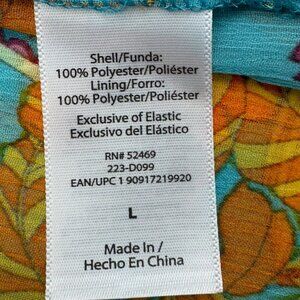 Shell/Funda:
100% Polyester/Poliéster
Lining/Forro:
100% Polyester/Poliéster
Exclusive of Elastic
Exclusivo del Elástico
RN# 52469
223-D099
EAN/UPC 1 90917219920
L
Made In /
Hecho En China